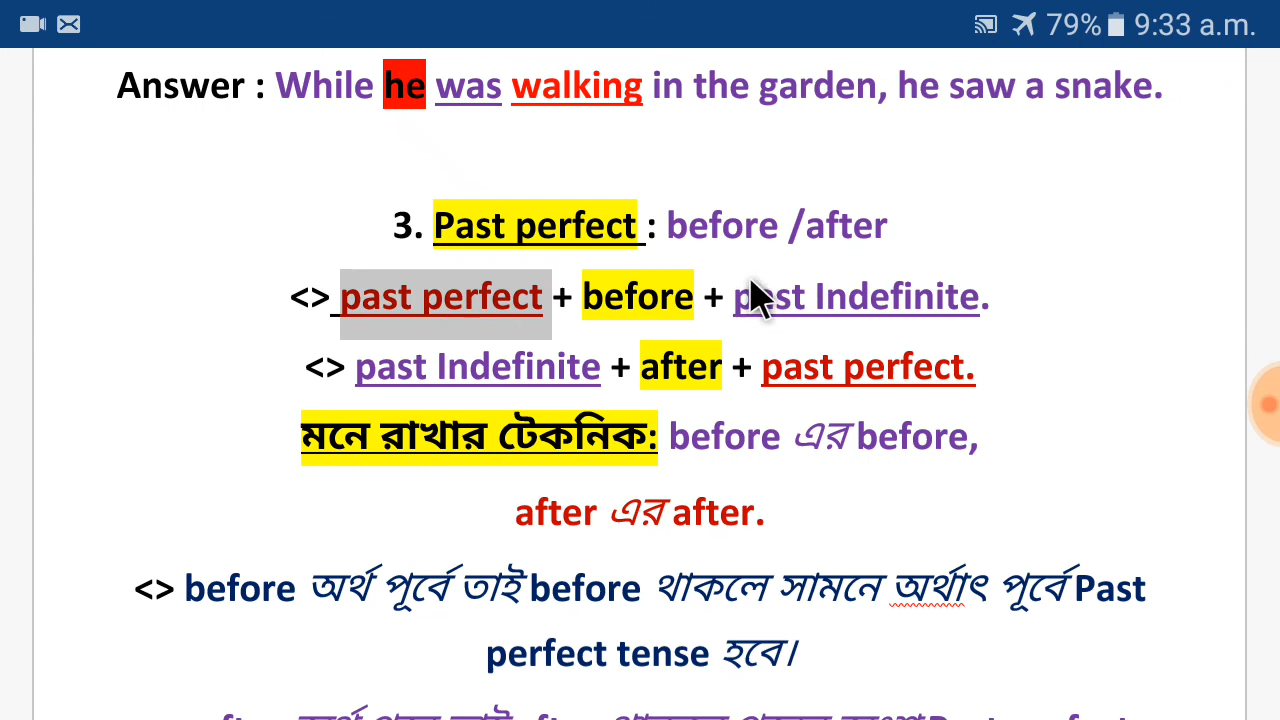 79% 9:33 a.m.
Answer : While he was walking in the garden, he saw a snake.
3. Past perfect : before /after
<> past perfect + before + past Indefinite.
<> past Indefinite + after + past perfect.
মনে রাখার টেকনিক: before এর before,
after এর after.
<> before অর্থ পূর্বে তাই before থাকলে সামনে অর্থাৎ পূর্বে Past
perfect tense হবে।